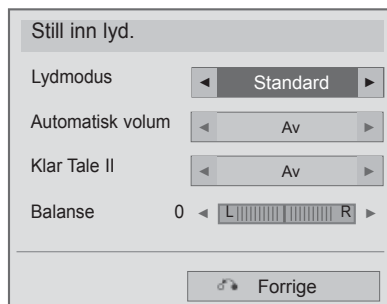 Still inn lyd.
Lydmodus ◄ Standard ►
Automatisk volum ◄ Av ►
Klar Tale II ◄ Av ►
Balanse 0 ◄ L R ►
Forrige